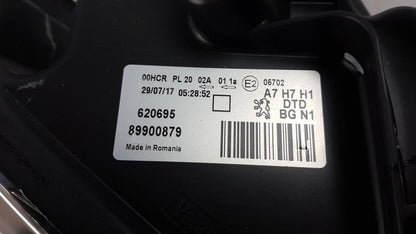 00HCR PL 20 02A 01 1a E2 05702
29/07/17 05:28:52
A7 H7 H1
DTD
BG N1
620695
89900879
Made in Romania